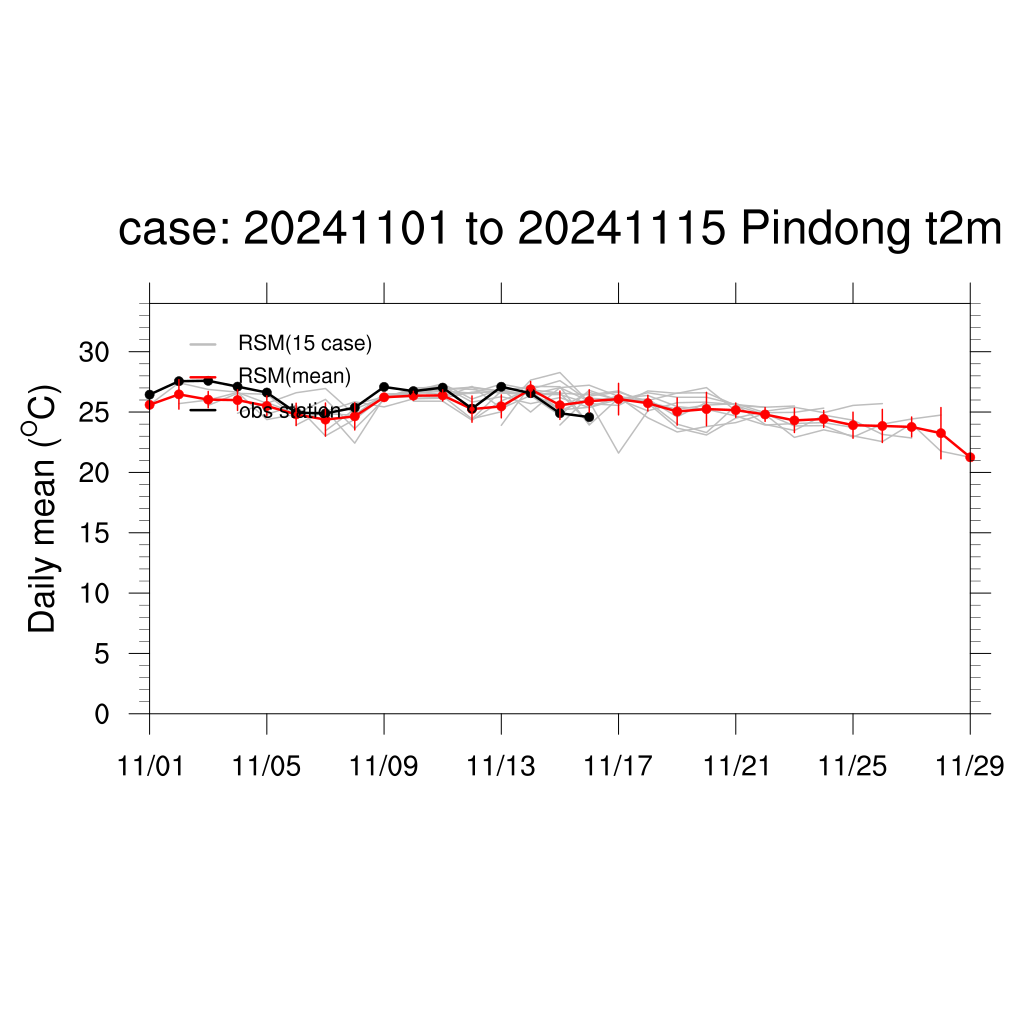 case: 20241101 to 20241115 Pindong t2m
RSM(15 case)
RSM(mean)
obs station
Daily mean (°C)
30
25
20
15
10
5
0
11/01 11/05 11/09 11/13 11/17 11/21 11/25 11/29